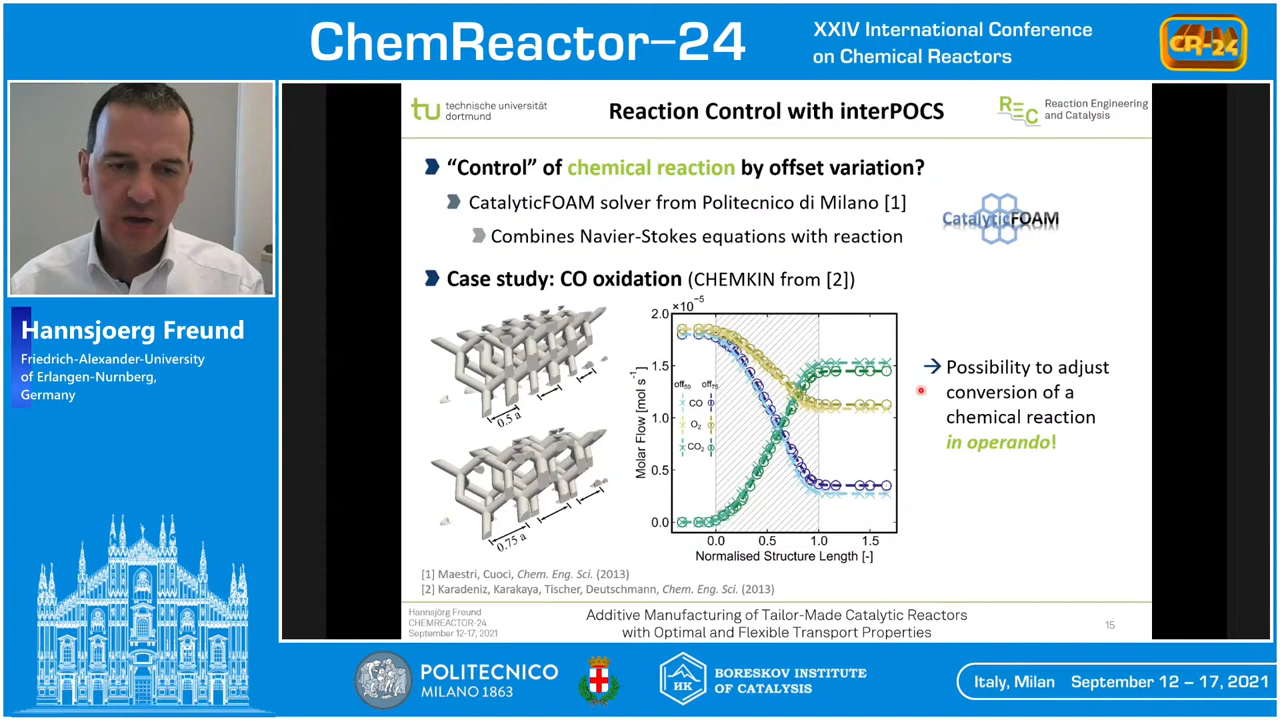 ChemReactor–24
XXIV International Conference
on Chemical Reactors
CR-24
tu technische universität
dortmund
Reaction Control with interPOCS
REC Reaction Engineering
and Catalysis
“Control” of chemical reaction by offset variation?
CatalyticFOAM solver from Politecnico di Milano [1]
Combines Navier-Stokes equations with reaction
CatalyticFOAM
Case study: CO oxidation (CHEMKIN from [2])
0.5 a
0.75 a
×10⁻⁵
2.0
1.5
1.0
0.5
0.0
Molar Flow [mol s⁻¹]
off₅₀ off₇₅
CO
O₂
CO₂
0.0 0.5 1.0 1.5
Normalised Structure Length [-]
Possibility to adjust
conversion of a
chemical reaction
in operando!
[1] Maestri, Cuoci, Chem. Eng. Sci. (2013)
[2] Karadeniz, Karakaya, Tischer, Deutschmann, Chem. Eng. Sci. (2013)
Hannsjörg Freund
CHEMREACTOR-24
September 12-17, 2021
Additive Manufacturing of Tailor-Made Catalytic Reactors
with Optimal and Flexible Transport Properties
15
Hannsjoerg Freund
Friedrich-Alexander-University
of Erlangen-Nurnberg,
Germany
POLITECNICO
MILANO 1863
НК
BORESKOV INSTITUTE
OF CATALYSIS
Italy, Milan September 12 – 17, 2021